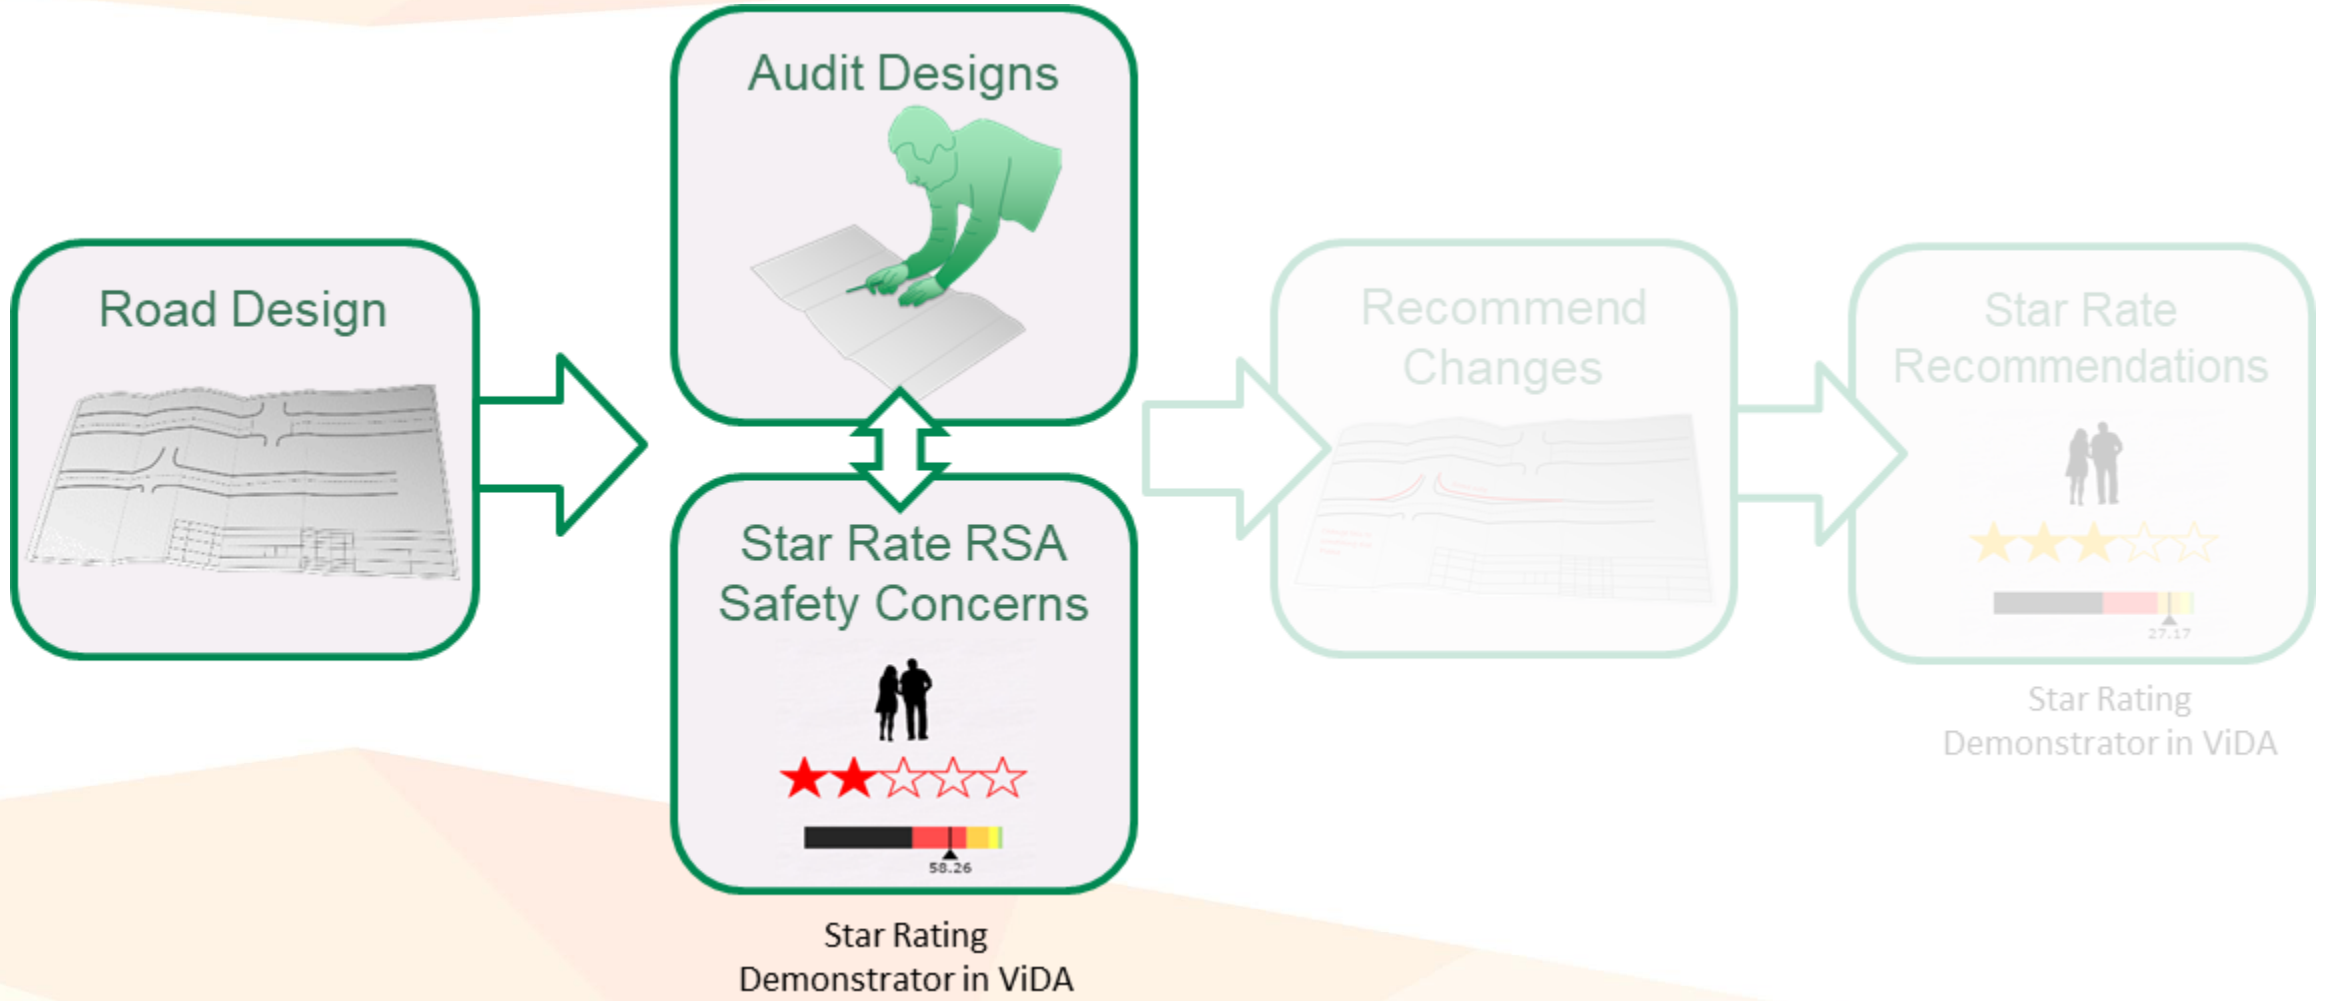 Road Design
Audit Designs
Star Rate RSA
Safety Concerns
58.26
Star Rating
Demonstrator in ViDA
Recommend
Changes
Star Rate
Recommendations
27.17
Star Rating
Demonstrator in ViDA